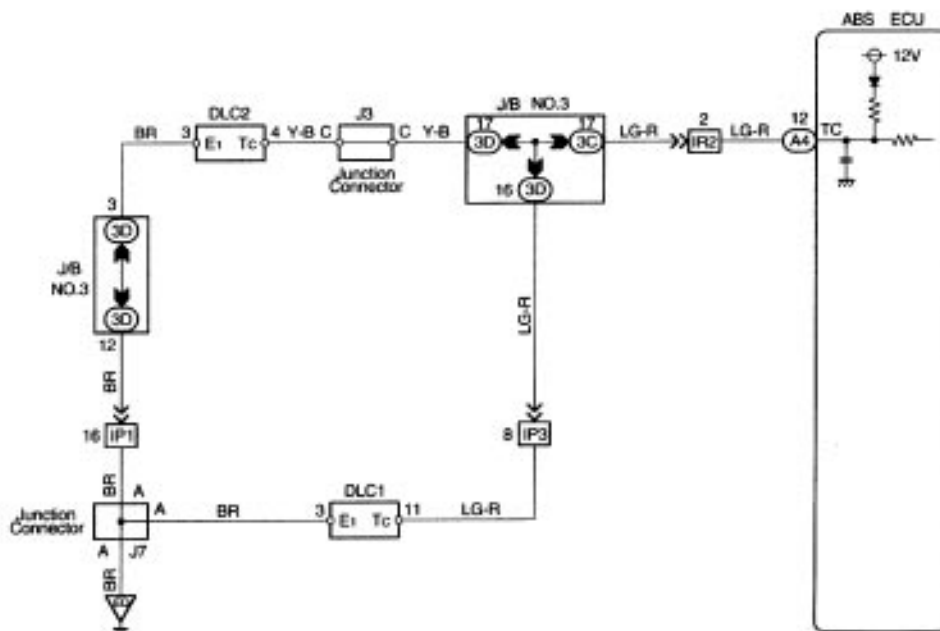 ABS ECU
12V
DLC2
J3
J/B NO.3
2
12
BR 3 E1 TC 4 Y-B C C Y-B 17 3D 17 3C LG-R IR2 LG-R A4 TC
Junction
Connector
16 3D
3
3D
J/B
NO.3
3D
12
LG-R
BR
16 IP1
8 IP3
BR A
DLC1
Junction
Connector
A BR 3 E1 TC 11 LG-R
A J7
BR